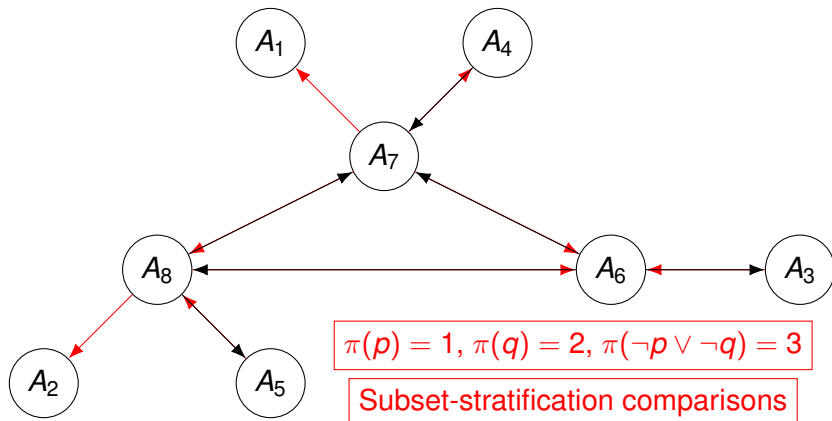 A₁
A₄
A₇
A₈
A₆
A₃
π(p) = 1, π(q) = 2, π(¬p ∨ ¬q) = 3
A₂
A₅
Subset-stratification comparisons